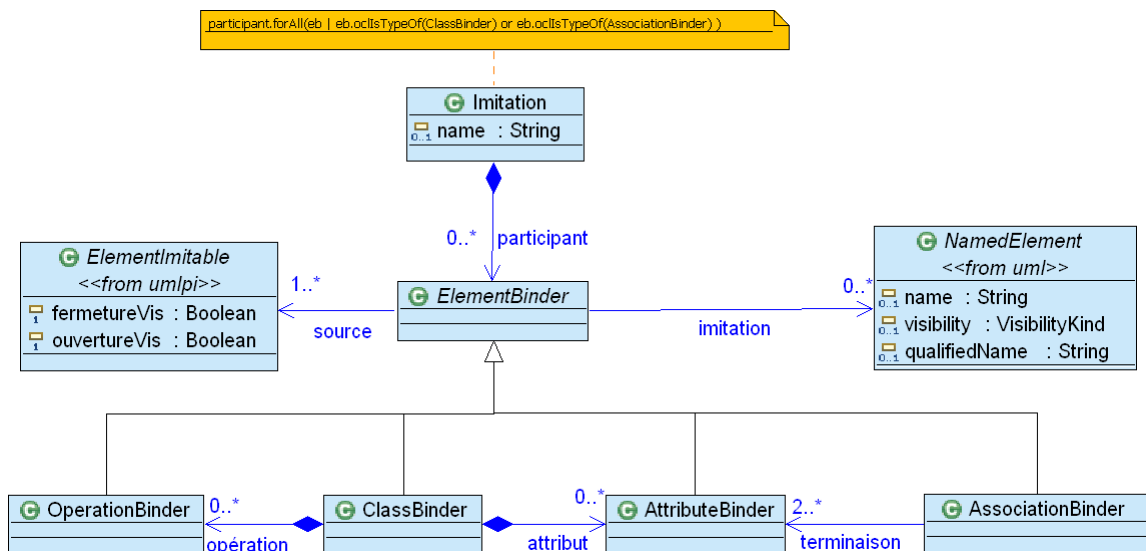 participant.forAll(eb | eb.oclIsTypeOf(ClassBinder) or eb.oclIsTypeOf(AssociationBinder) )
C Imitation
0..1 name : String
0..* participant
C ElementImitable
<<from umlpi>>
1 fermetureVis : Boolean
1 ouvertureVis : Boolean
1..*
source
C ElementBinder
0..*
imitation
C NamedElement
<<from uml>>
0..1 name : String
0..1 visibility : VisibilityKind
0..1 qualifiedName : String
C OperationBinder
0..*
opération
C ClassBinder
0..*
attribut
C AttributeBinder
2..*
terminaison
C AssociationBinder